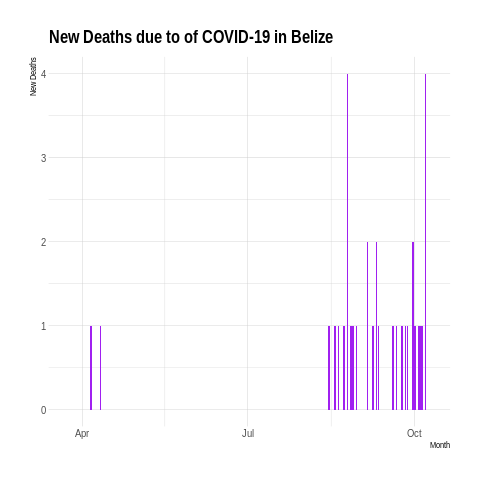 New Deaths due to of COVID-19 in Belize
New Deaths
4
3
2
1
0
Apr
Jul
Oct
Month